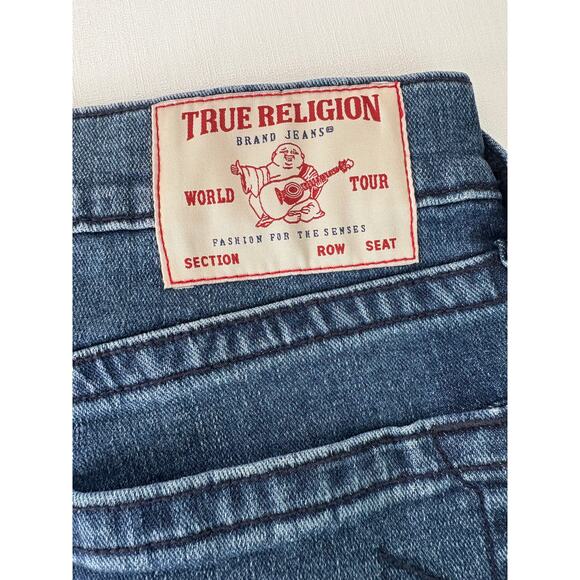 TRUE RELIGION
BRAND JEANS®
WORLD TOUR
FASHION FOR THE SENSES
SECTION ROW SEAT